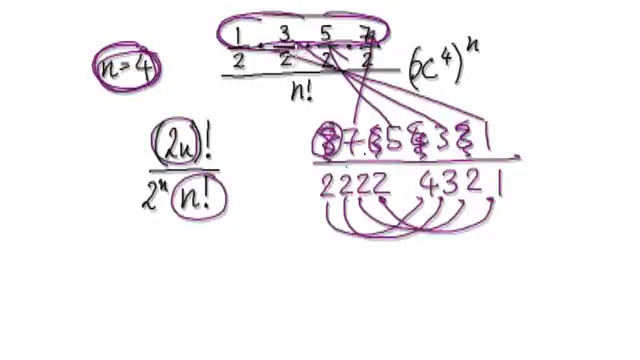 n=4
1/2 · 3/2 · 5/2 · 7/2
n!
(x⁴)ⁿ
(2n)!
2ⁿ n!
8 7 6 5 4 3 2 1
2 2 2 2 4 3 2 1